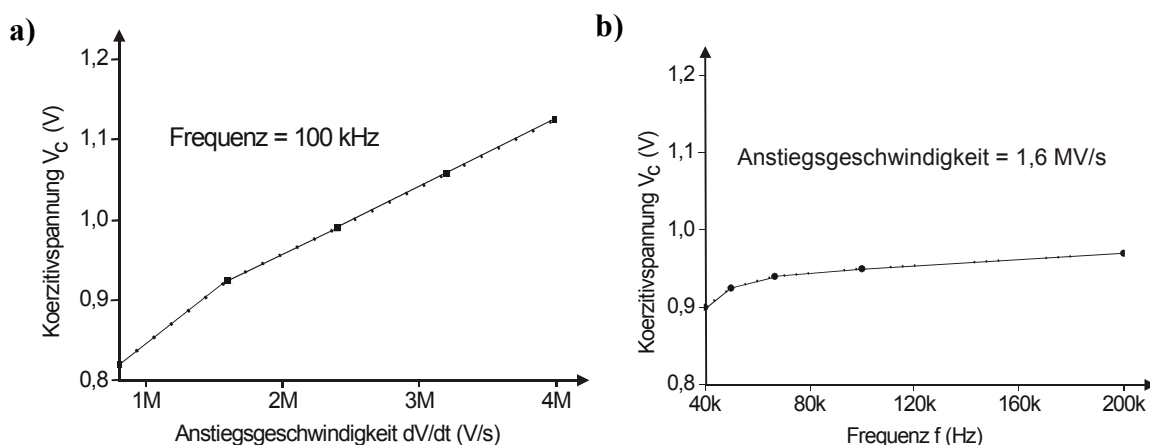 a)
1,2
1,1
1,0
0,9
0,8
Koerzitivspannung V_C (V)
Frequenz = 100 kHz
1M
2M
3M
4M
Anstiegsgeschwindigkeit dV/dt (V/s)
b)
1,2
1,1
1,0
0,9
0,8
Koerzitivspannung V_C (V)
Anstiegsgeschwindigkeit = 1,6 MV/s
40k
80k
120k
160k
200k
Frequenz f (Hz)